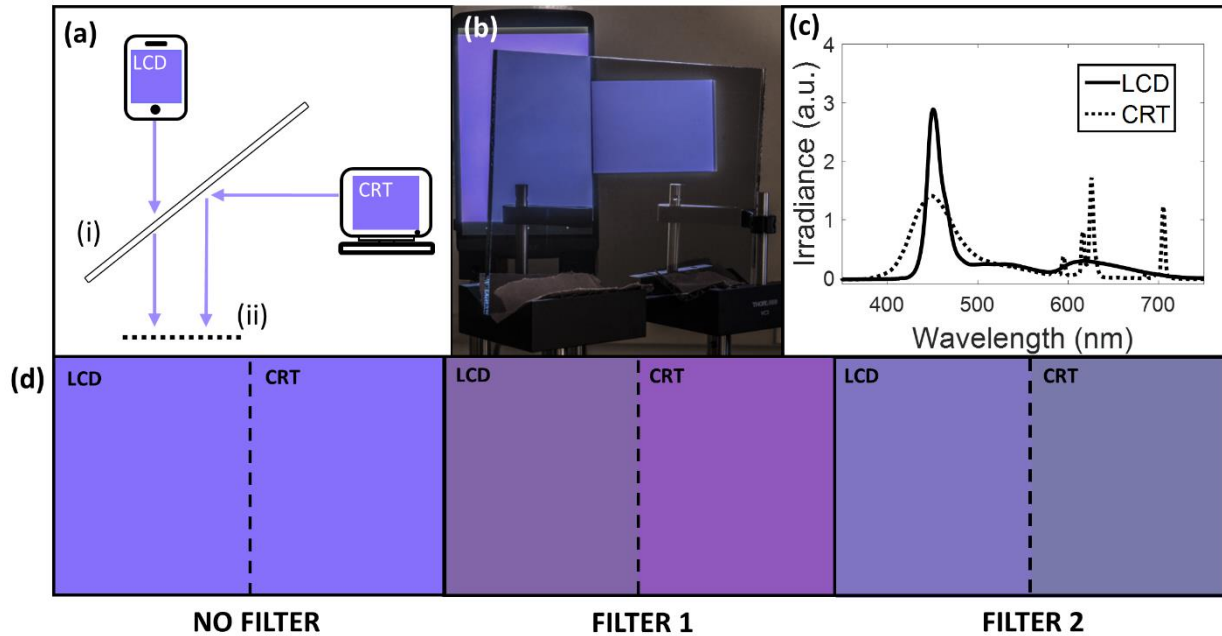 (a)
LCD
CRT
(i)
(ii)
(b)
THORLABS
(c)
4
3
2
1
0
Irradiance (a.u.)
LCD
CRT
400
500
600
700
Wavelength (nm)
(d)
LCD
CRT
LCD
CRT
LCD
CRT
NO FILTER
FILTER 1
FILTER 2